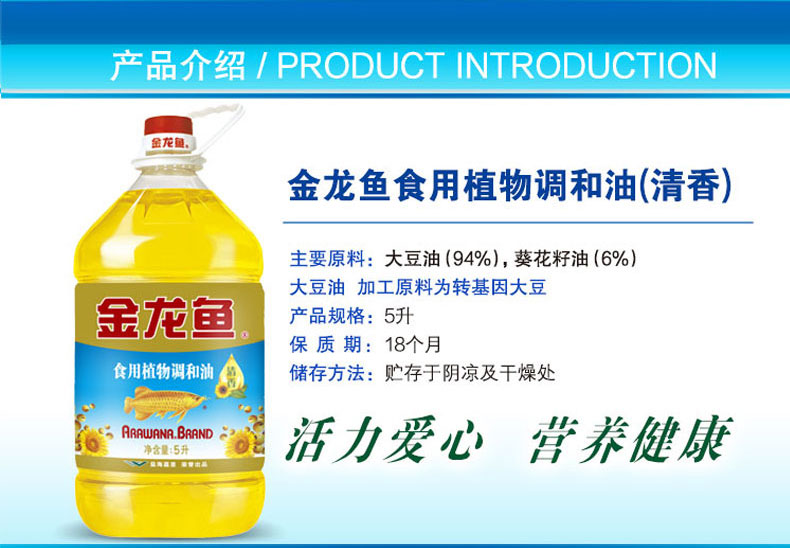 产品介绍 / PRODUCT INTRODUCTION
金龙鱼
金龙鱼食用植物调和油(清香)
主要原料: 大豆油(94%), 葵花籽油(6%)
大豆油 加工原料为转基因大豆
产品规格: 5升
保 质 期: 18个月
储存方法: 贮存于阴凉及干燥处
活力爱心 营养健康
金龙鱼
食用植物调和油
清香
ARAWANA.BRAND
净含量:5升